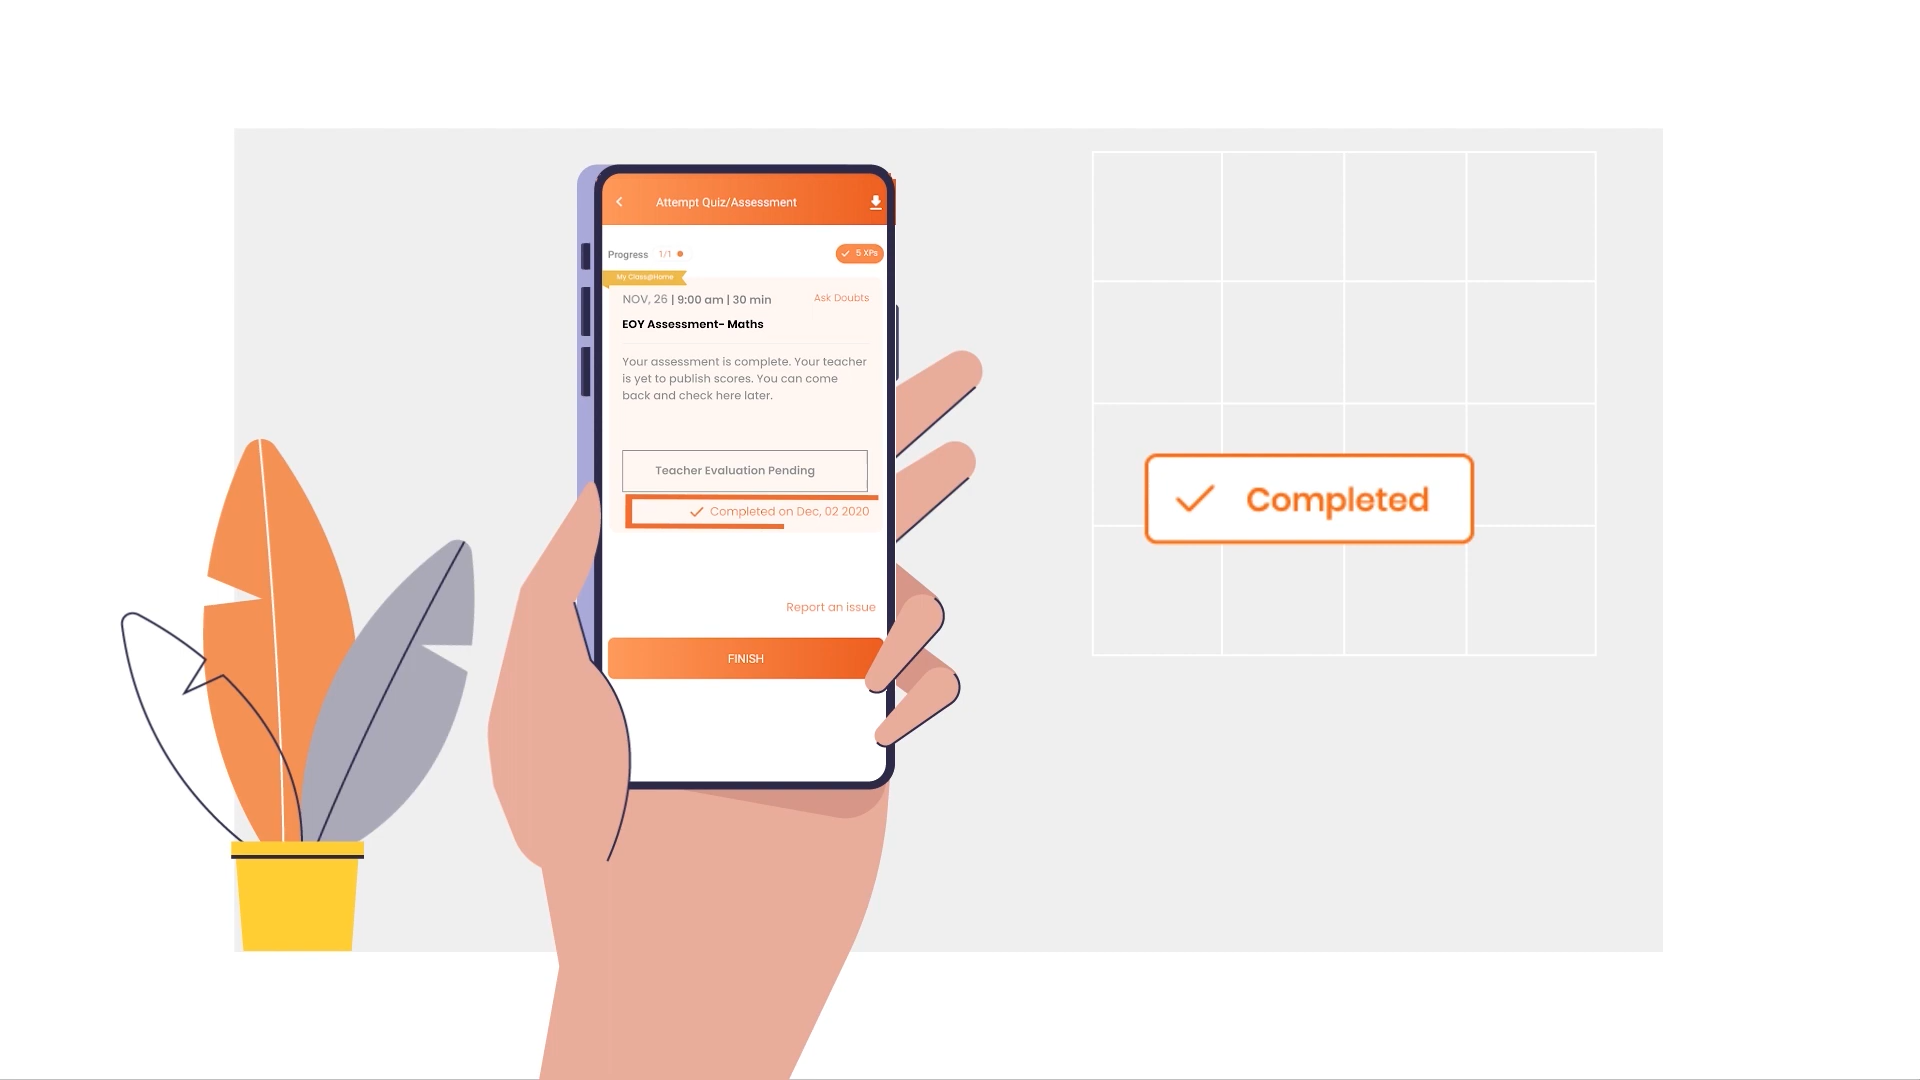 Attempt Quiz/Assessment
Progress 1/1
5 XPs
My Class@Home
NOV, 26 | 9:00 am | 30 min
Ask Doubts
EOY Assessment- Maths
Your assessment is complete. Your teacher
is yet to publish scores. You can come
back and check here later.
Teacher Evaluation Pending
Completed on Dec, 02 2020
Report an issue
FINISH
Completed